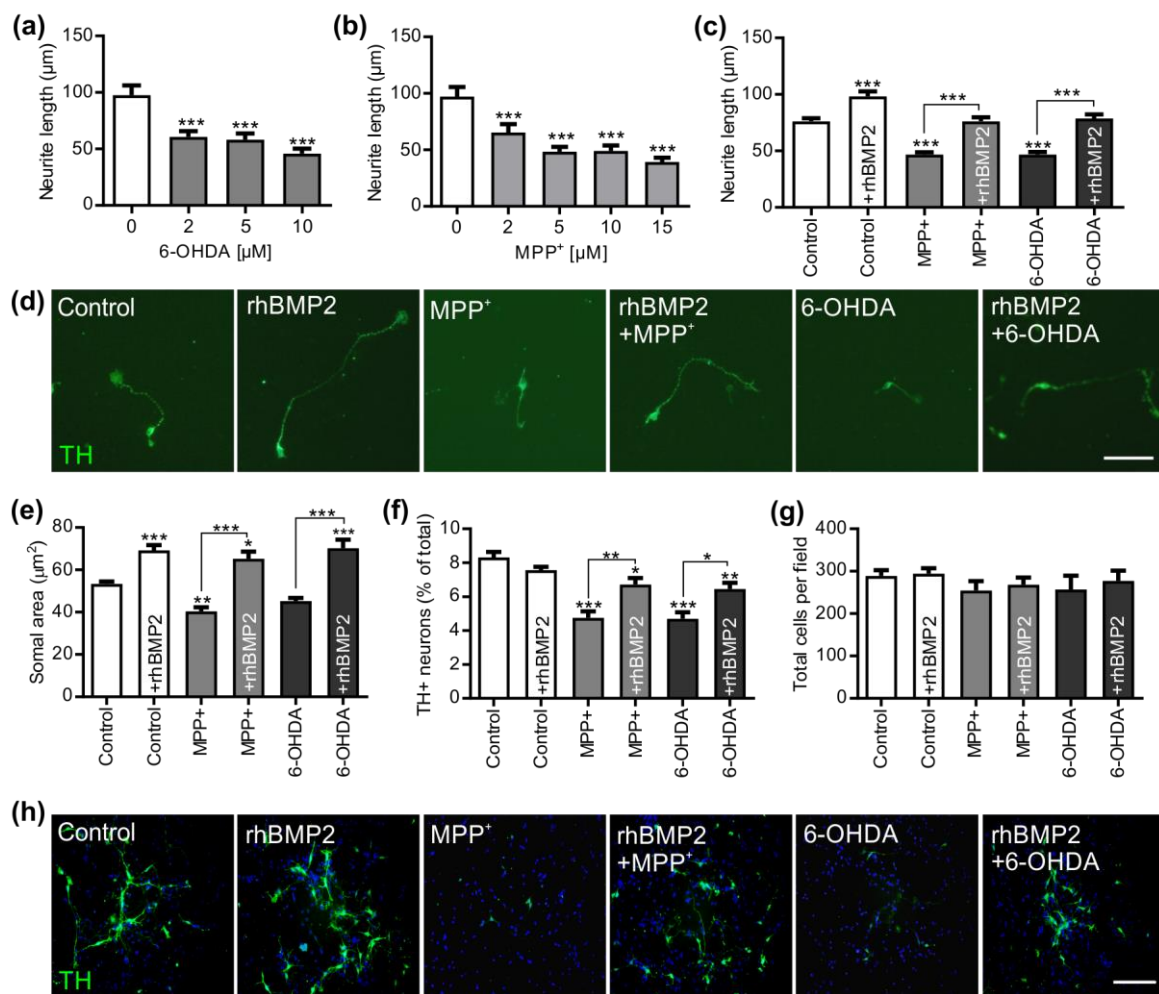 (a)
Neurite length (µm)
150
100
50
0
***
***
***
0 2 5 10
6-OHDA [µM]
(b)
Neurite length (µm)
150
100
50
0
***
***
***
***
0 2 5 10 15
MPP⁺ [µM]
(c)
Neurite length (µm)
150
100
50
0
***
***
***
***
***
+rhBMP2
+rhBMP2
+rhBMP2
Control
Control
MPP+
MPP+
6-OHDA
6-OHDA
(d)
Control
TH
rhBMP2
MPP⁺
rhBMP2
+MPP⁺
6-OHDA
rhBMP2
+6-OHDA
(e)
Somal area (µm²)
80
60
40
20
0
***
**
***
*
***
***
+rhBMP2
+rhBMP2
+rhBMP2
Control
Control
MPP+
MPP+
6-OHDA
6-OHDA
(f)
TH+ neurons (% of total)
10
8
6
4
2
0
***
**
*
***
*
**
+rhBMP2
+rhBMP2
+rhBMP2
Control
Control
MPP+
MPP+
6-OHDA
6-OHDA
(g)
Total cells per field
400
300
200
100
0
+rhBMP2
+rhBMP2
+rhBMP2
Control
Control
MPP+
MPP+
6-OHDA
6-OHDA
(h)
Control
TH
rhBMP2
MPP⁺
rhBMP2
+MPP⁺
6-OHDA
rhBMP2
+6-OHDA